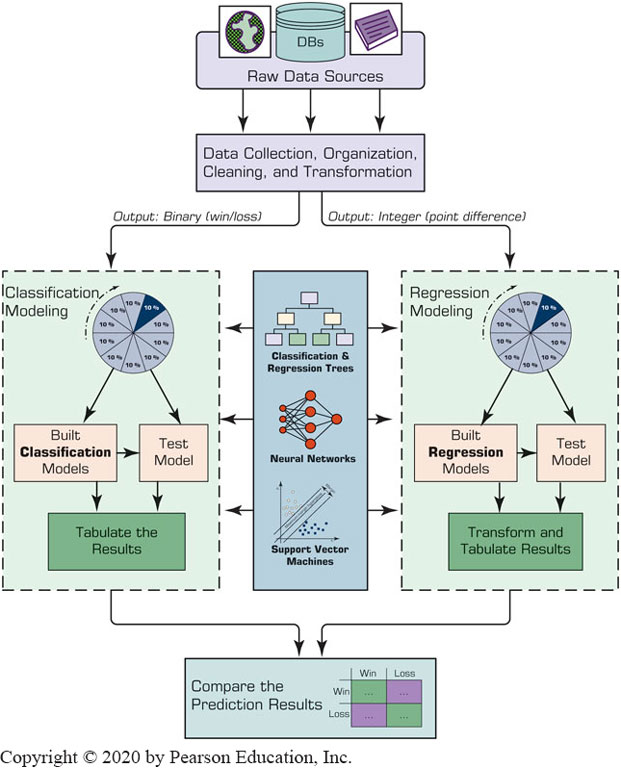 DBs
Raw Data Sources
Data Collection, Organization,
Cleaning, and Transformation
Output: Binary (win/loss)
Output: Integer (point difference)
Classification
Modeling
10 %
10 %
10 %
10 %
10 %
10 %
10 %
10 %
10 %
10 %
Built
Classification
Models
Test
Model
Tabulate the
Results
Classification &
Regression Trees
Neural Networks
Support Vector
Machines
Regression
Modeling
10 %
10 %
10 %
10 %
10 %
10 %
10 %
10 %
10 %
10 %
Built
Regression
Models
Test
Model
Transform and
Tabulate Results
Compare the
Prediction Results
Win Loss
Win ... ...
Loss ... ...
Copyright © 2020 by Pearson Education, Inc.